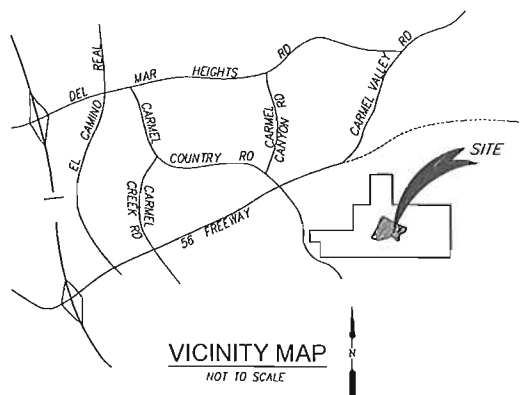 DEL MAR HEIGHTS RD
EL CAMINO REAL
CARMEL VALLEY RD
CARMEL
CANYON RD
CARMEL COUNTRY RD
CARMEL
CREEK RD
56 FREEWAY
SITE
N
VICINITY MAP
NOT TO SCALE